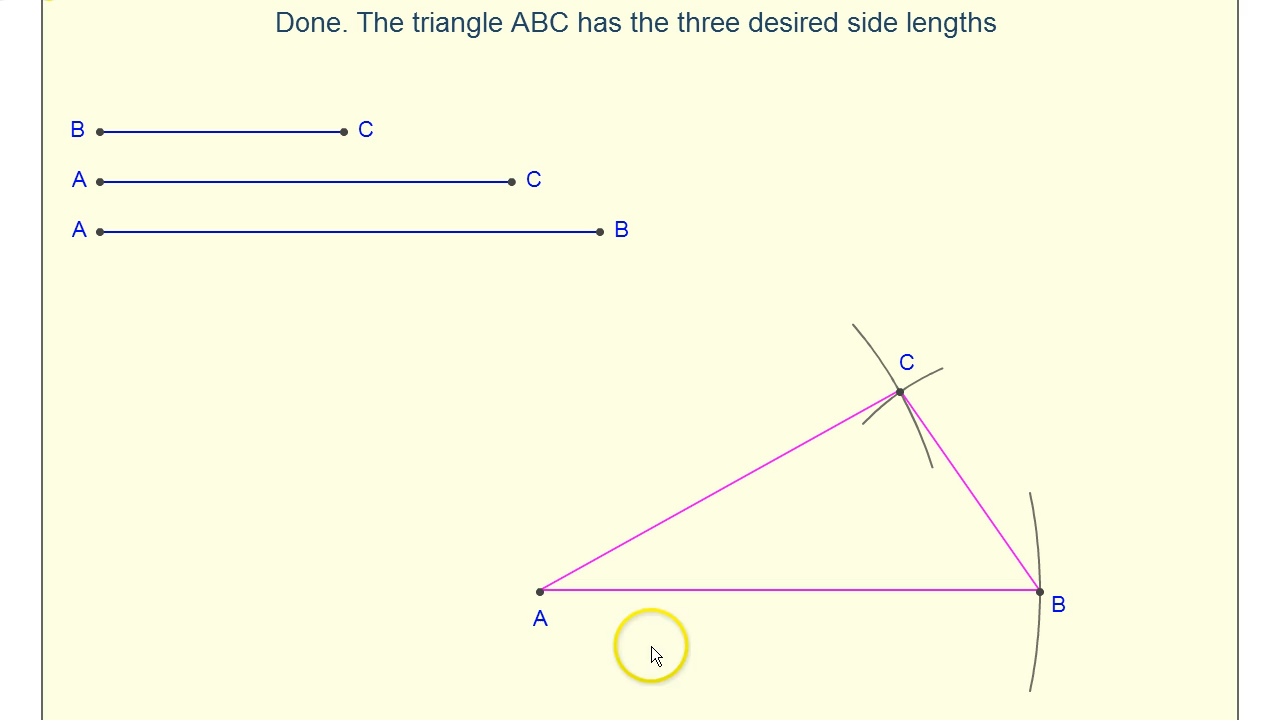 Done. The triangle ABC has the three desired side lengths
B C
A C
A B
C
A
B